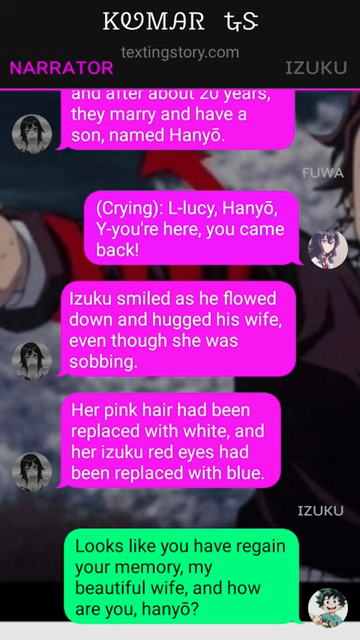 KUMAR TS
textingstory.com
NARRATOR IZUKU
and after about 20 years,
they marry and have a
son, named Hanyō.
FUWA
(Crying): L-lucy, Hanyō,
Y-you're here, you came
back!
Izuku smiled as he flowed
down and hugged his wife,
even though she was
sobbing.
Her pink hair had been
replaced with white, and
her izuku red eyes had
been replaced with blue.
IZUKU
Looks like you have regain
your memory, my
beautiful wife, and how
are you, hanyō?